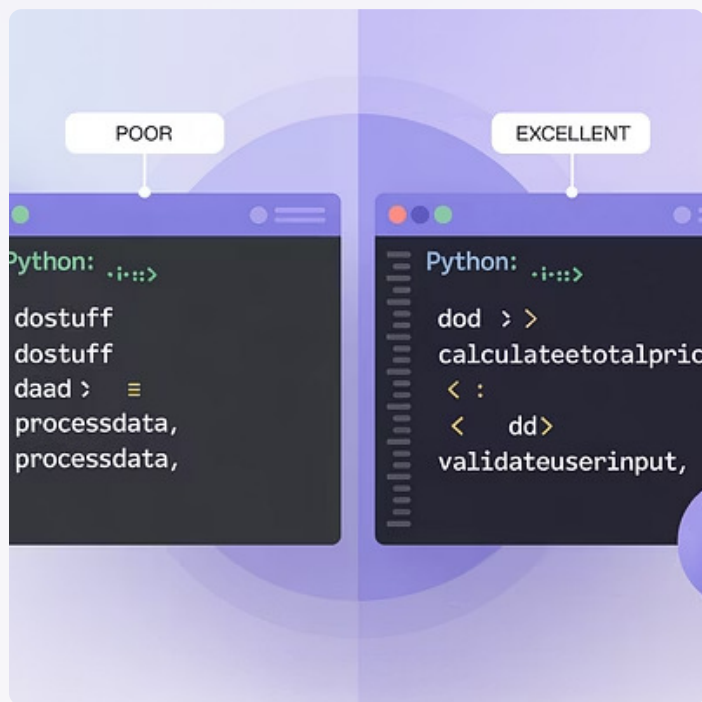 POOR
Python:
dostuff
dostuff
daad >
processdata,
processdata,
EXCELLENT
Python:
dod > >
calculateetotalpric
< :
< dd>
validateuserinput,